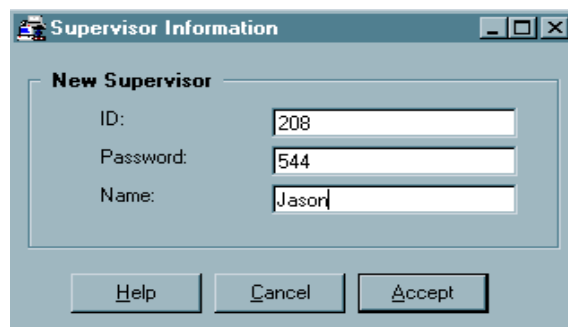 Supervisor Information
New Supervisor
ID: 208
Password: 544
Name: Jason
Help Cancel Accept